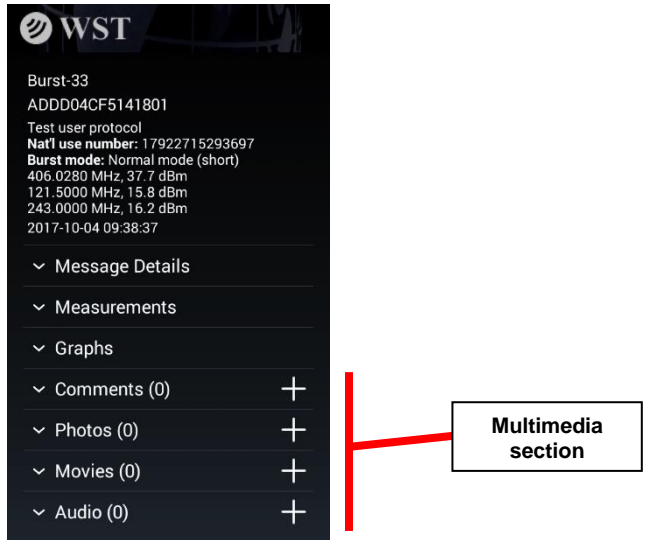 WST
Burst-33
ADDD04CF5141801
Test user protocol
Nat'l use number: 17922715293697
Burst mode: Normal mode (short)
406.0280 MHz, 37.7 dBm
121.5000 MHz, 15.8 dBm
243.0000 MHz, 16.2 dBm
2017-10-04 09:38:37
Message Details
Measurements
Graphs
Comments (0)
Photos (0)
Movies (0)
Audio (0)
Multimedia
section